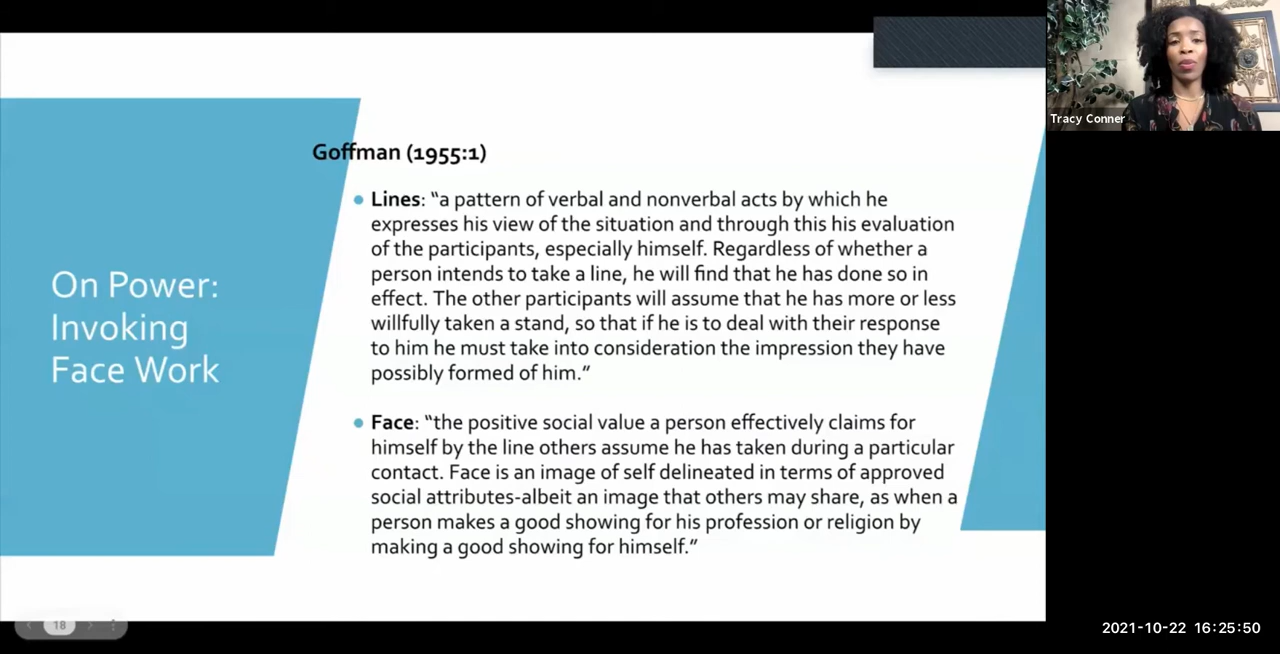 Tracy Conner
On Power:
Invoking
Face Work
Goffman (1955:1)
Lines: “a pattern of verbal and nonverbal acts by which he
expresses his view of the situation and through this his evaluation
of the participants, especially himself. Regardless of whether a
person intends to take a line, he will find that he has done so in
effect. The other participants will assume that he has more or less
willfully taken a stand, so that if he is to deal with their response
to him he must take into consideration the impression they have
possibly formed of him.”
Face: “the positive social value a person effectively claims for
himself by the line others assume he has taken during a particular
contact. Face is an image of self delineated in terms of approved
social attributes-albeit an image that others may share, as when a
person makes a good showing for his profession or religion by
making a good showing for himself.”
18
2021-10-22 16:25:50